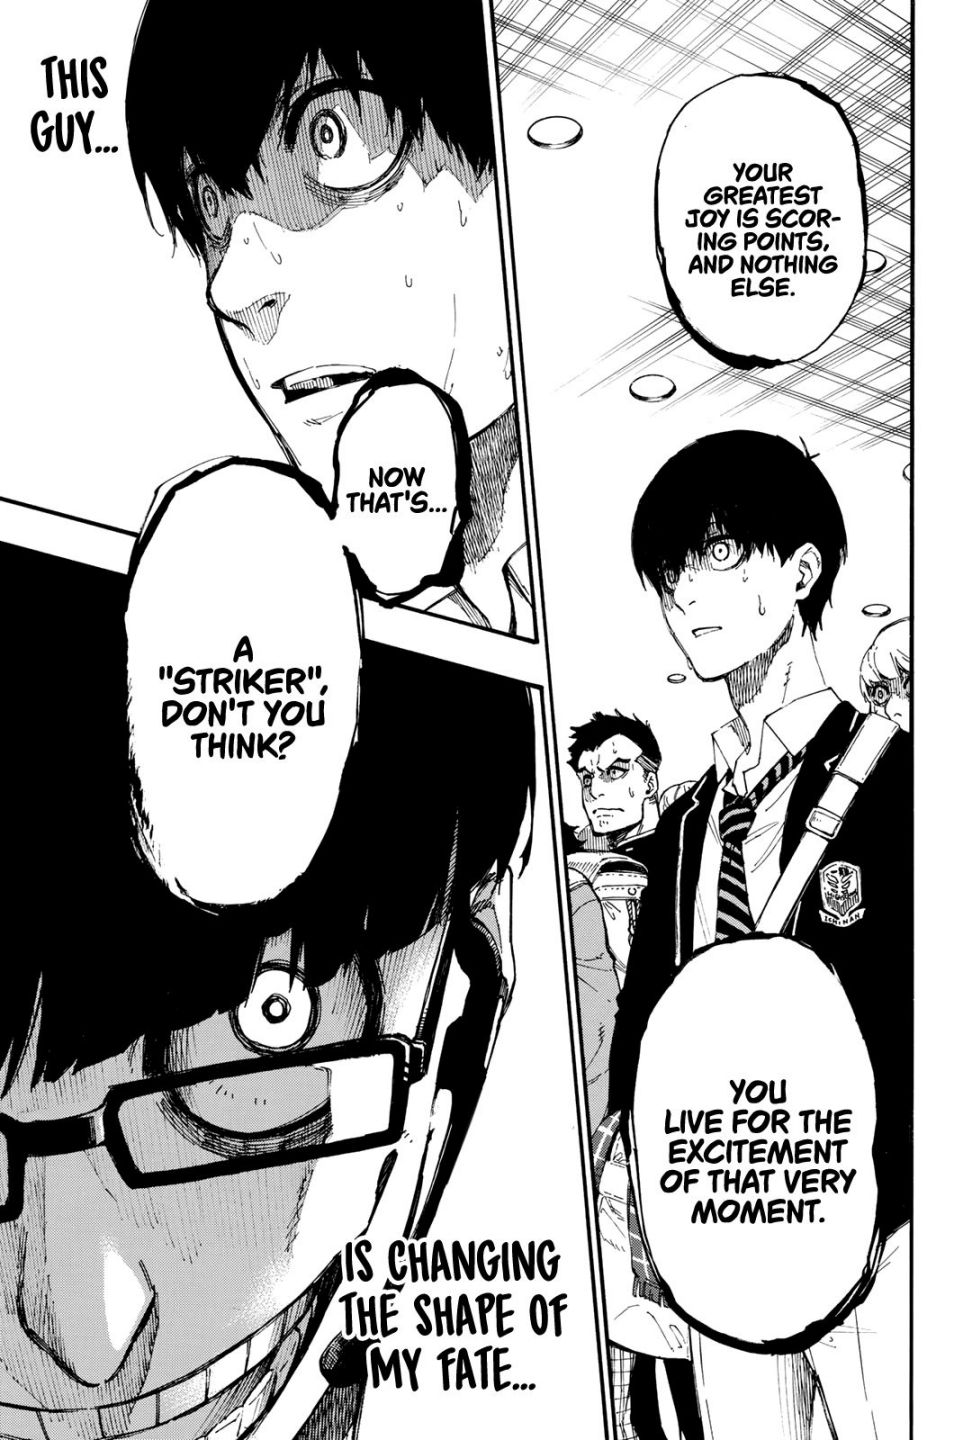 YOUR
GREATEST
JOY IS SCOR-
ING POINTS,
AND NOTHING
ELSE.
YOU
LIVE FOR THE
EXCITEMENT
OF THAT VERY
MOMENT.
THIS
GUY...
NOW
THAT'S...
A
"STRIKER",
DON'T YOU
THINK?
IS CHANGING
THE SHAPE OF
MY FATE...